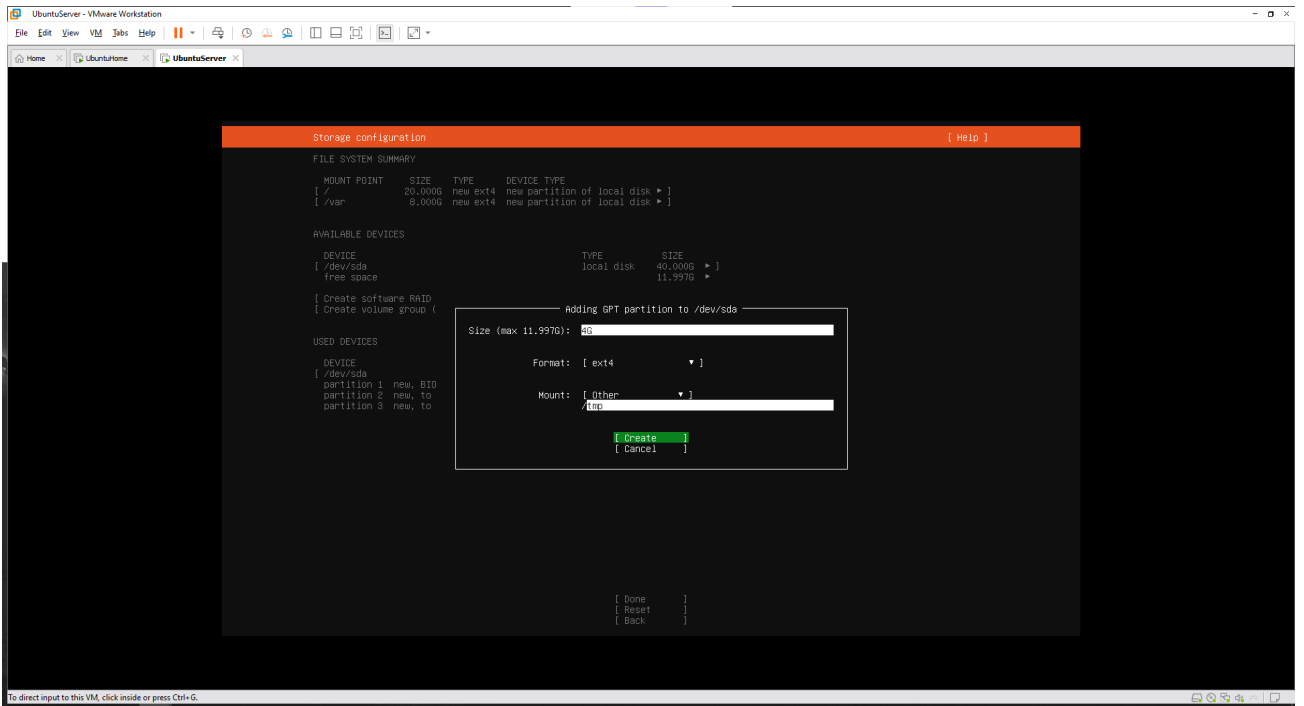 UbuntuServer - VMware Workstation
File Edit View VM Tabs Help
Home UbuntuHome UbuntuServer
Storage configuration [ Help ]
FILE SYSTEM SUMMARY
MOUNT POINT SIZE TYPE DEVICE TYPE
[ / 20.000G new ext4 new partition of local disk ▸ ]
[ /var 8.000G new ext4 new partition of local disk ▸ ]
AVAILABLE DEVICES
DEVICE TYPE SIZE
[ /dev/sda local disk 40.000G ▸ ]
free space 11.997G ▸
[ Create software RAID
[ Create volume group (
Adding GPT partition to /dev/sda
Size (max 11.997G): 4G
Format: [ ext4 ▾ ]
Mount: [ Other ▾ ]
/tmp
[ Create ]
[ Cancel ]
USED DEVICES
DEVICE
[ /dev/sda
partition 1 new, BIO
partition 2 new, to
partition 3 new, to
[ Done ]
[ Reset ]
[ Back ]
To direct input to this VM, click inside or press Ctrl+G.